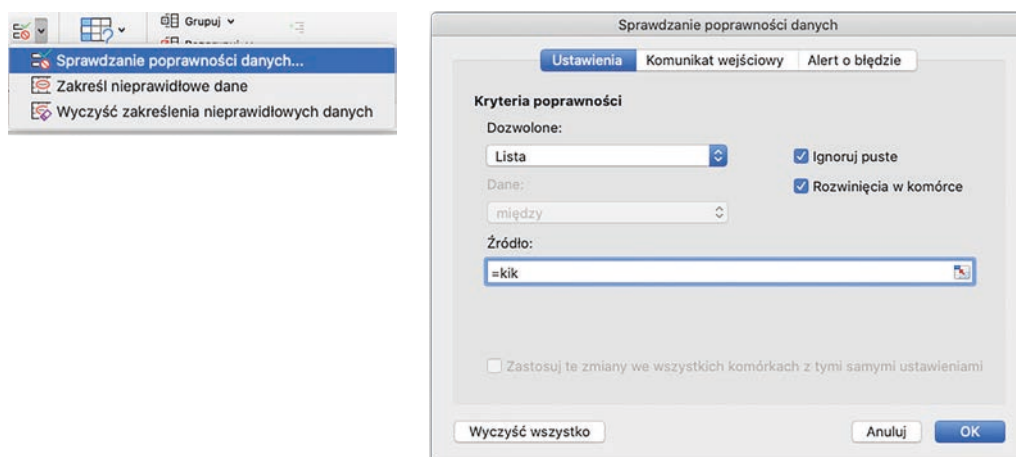 Grupuj
Sprawdzanie poprawności danych...
Zakreśl nieprawidłowe dane
Wyczyść zakreślenia nieprawidłowych danych
Sprawdzanie poprawności danych
Ustawienia
Komunikat wejściowy
Alert o błędzie
Kryteria poprawności
Dozwolone:
Lista
Ignoruj puste
Dane:
Rozwinięcia w komórce
między
Źródło:
=kik
Zastosuj te zmiany we wszystkich komórkach z tymi samymi ustawieniami
Wyczyść wszystko
Anuluj
OK